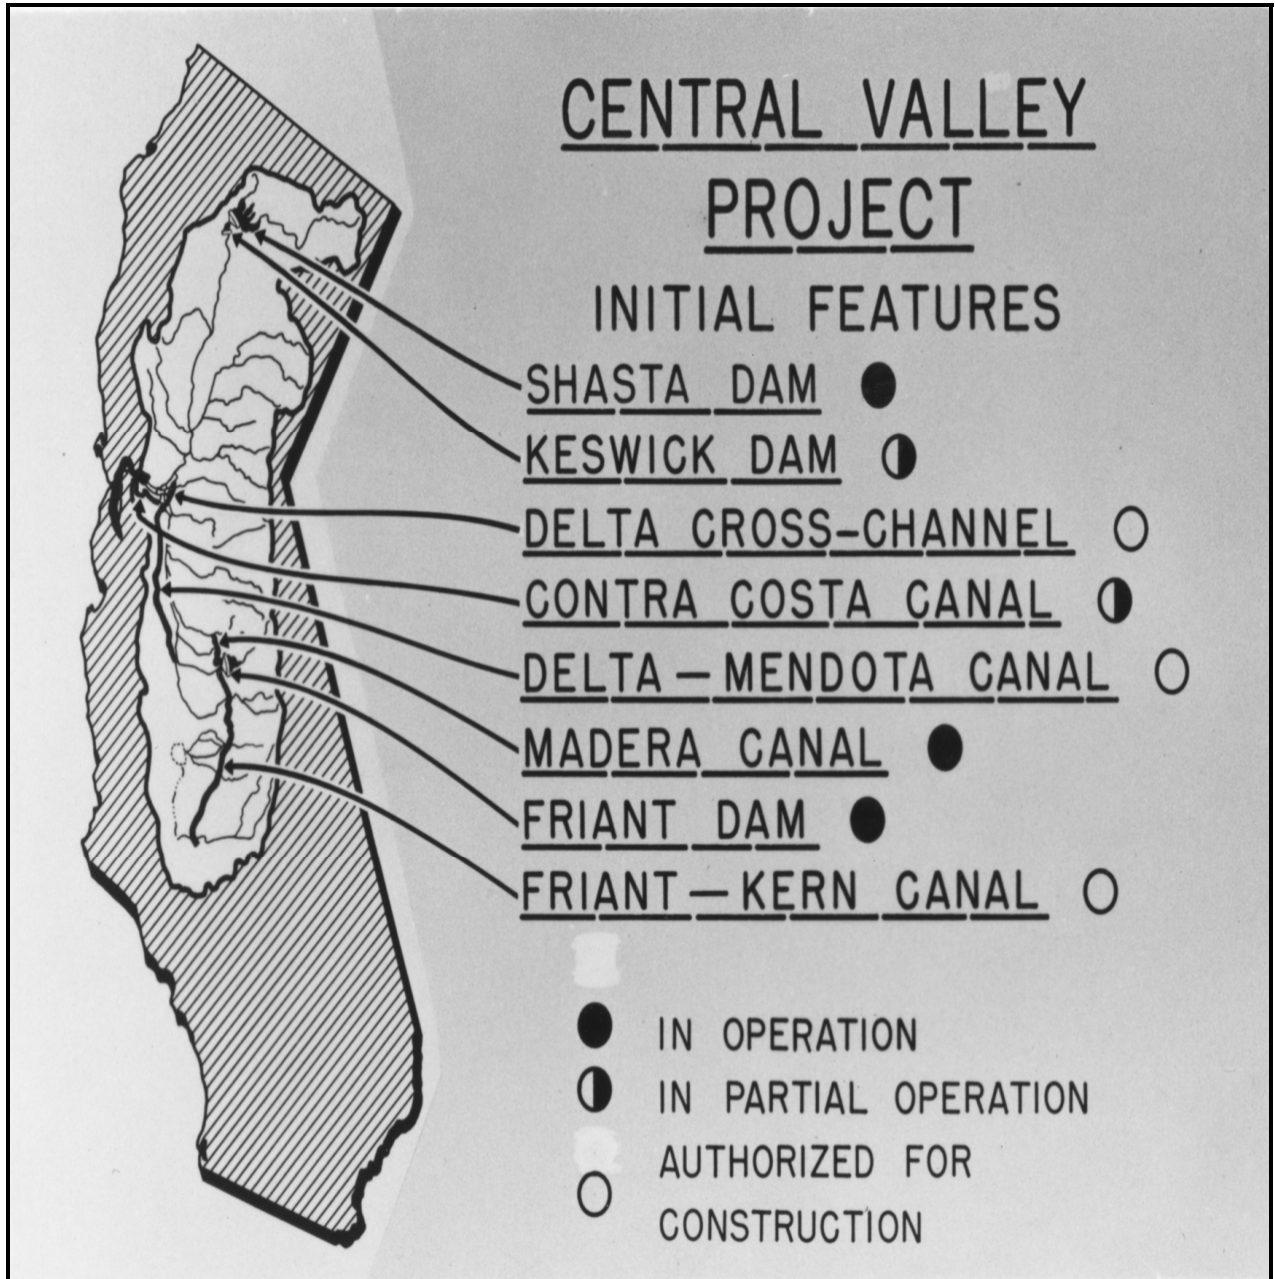 CENTRAL VALLEY
PROJECT
INITIAL FEATURES
SHASTA DAM
KESWICK DAM
DELTA CROSS-CHANNEL
CONTRA COSTA CANAL
DELTA — MENDOTA CANAL
MADERA CANAL
FRIANT DAM
FRIANT — KERN CANAL
IN OPERATION
IN PARTIAL OPERATION
AUTHORIZED FOR
CONSTRUCTION